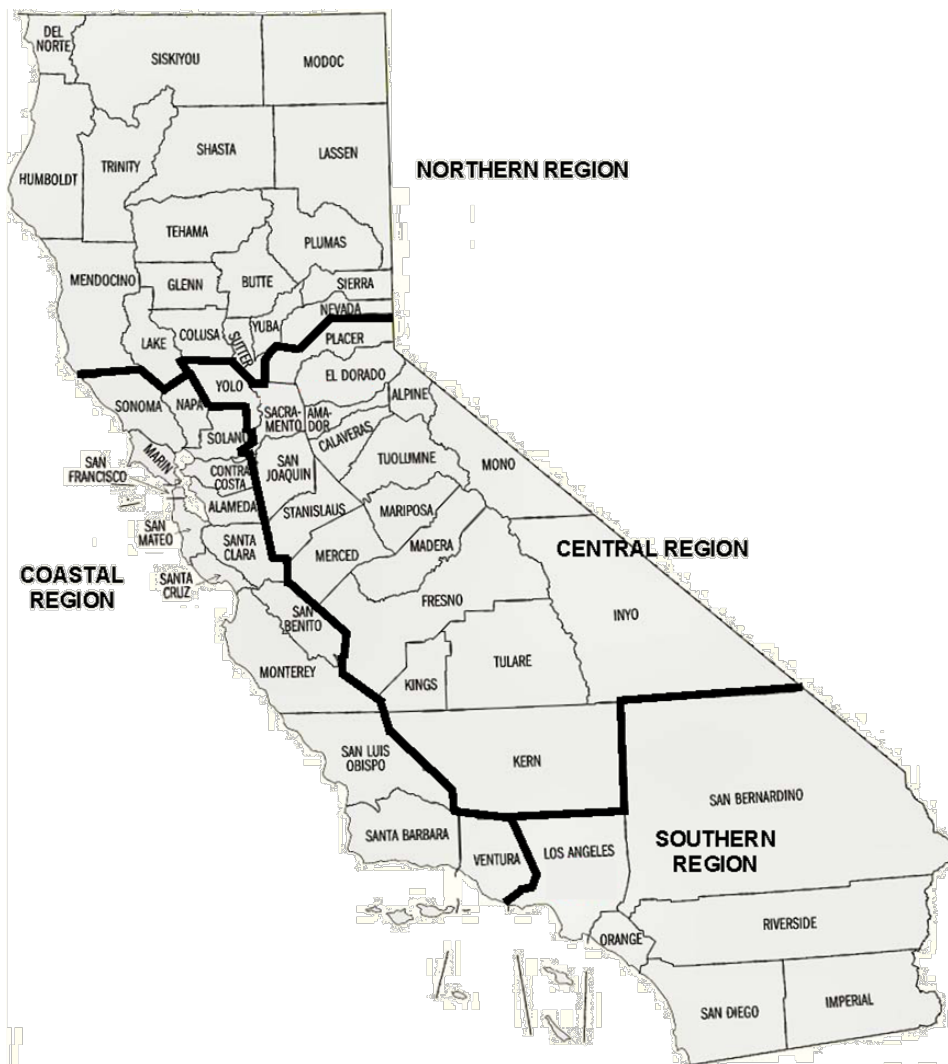 DEL
NORTE
SISKIYOU
MODOC
HUMBOLDT
TRINITY
SHASTA
LASSEN
NORTHERN REGION
TEHAMA
PLUMAS
MENDOCINO
GLENN
BUTTE
SIERRA
NEVADA
YUBA
COLUSA
SUTTER
LAKE
PLACER
YOLO
EL DORADO
SONOMA
NAPA
ALPINE
SACRA-
MENTO
AMA-
DOR
SOLANO
CALAVERAS
MARIN
SAN
FRANCISCO
CONTRA
COSTA
SAN
JOAQUIN
TUOLUMNE
MONO
ALAMEDA
STANISLAUS
MARIPOSA
SAN
MATEO
SANTA
CLARA
MERCED
MADERA
CENTRAL REGION
COASTAL
REGION
SANTA
CRUZ
FRESNO
SAN
BENITO
INYO
MONTEREY
KINGS
TULARE
SAN LUIS
OBISPO
KERN
SAN BERNARDINO
SANTA BARBARA
VENTURA
LOS ANGELES
SOUTHERN
REGION
ORANGE
RIVERSIDE
SAN DIEGO
IMPERIAL